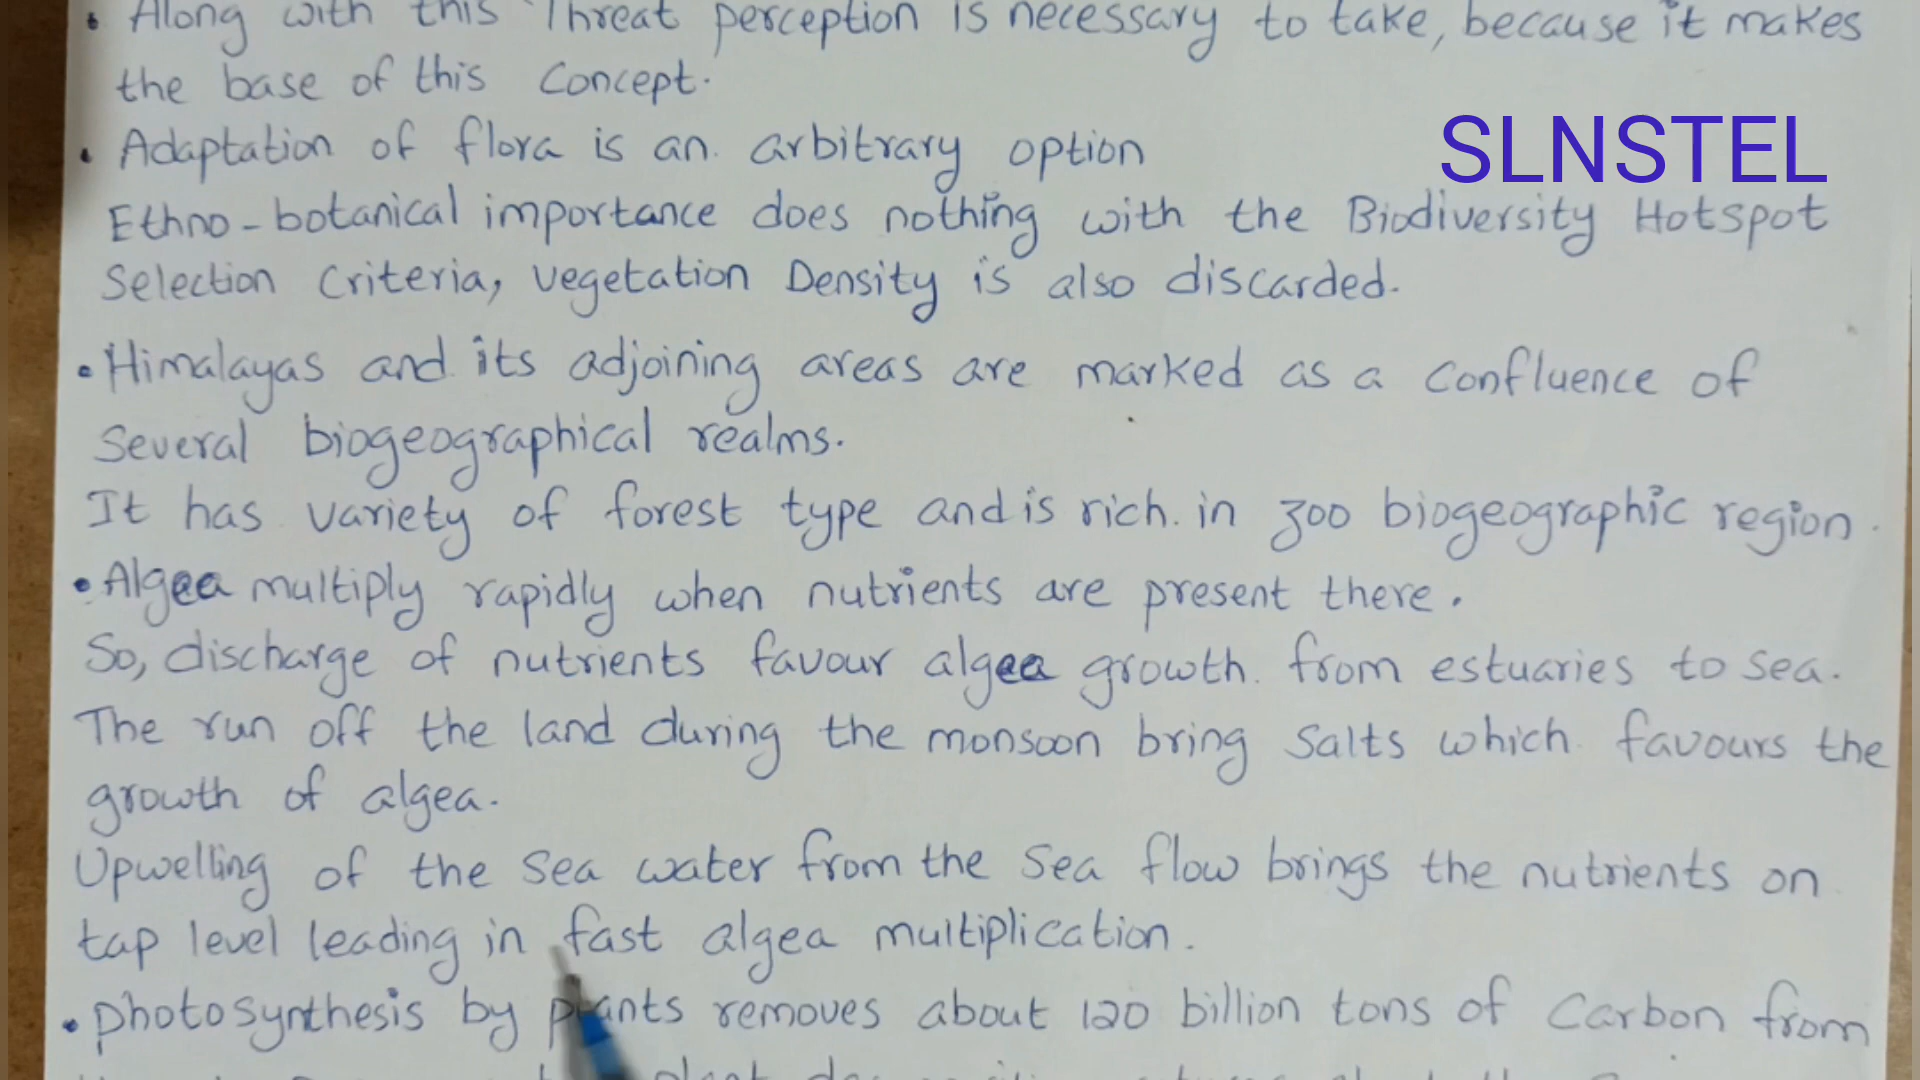 • Along with this Threat perception is necessary to take, because it makes
the base of this Concept.
• Adaptation of flora is an arbitrary option
SLNSTEL
Ethno-botanical importance does nothing with the Biodiversity Hotspot
Selection Criteria, Vegetation Density is also discarded.
• Himalayas and its adjoining areas are marked as a confluence of
Several biogeographical realms.
It has variety of forest type and is rich in zoo biogeographic region.
• Algea multiply rapidly when nutrients are present there.
So, discharge of nutrients favour algea growth from estuaries to sea.
The run off the land during the monsoon bring Salts which favours the
growth of algea.
Upwelling of the Sea water from the Sea flow brings the nutrients on
tap level leading in fast algea multiplication.
• Photosynthesis by plants removes about 120 billion tons of Carbon from